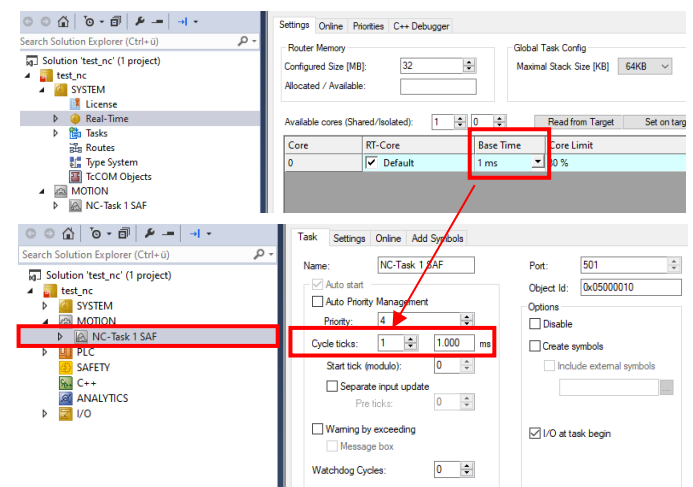 Search Solution Explorer (Ctrl+ü)
Solution 'test_nc' (1 project)
test_nc
SYSTEM
License
Real-Time
Tasks
Routes
Type System
TcCOM Objects
MOTION
NC-Task 1 SAF
Settings Online Priorities C++ Debugger
Router Memory
Configured Size [MB]: 32
Allocated / Available:
Global Task Config
Maximal Stack Size [KB] 64KB
Available cores (Shared/Isolated): 1 0 Read from Target Set on targ
Core RT-Core Base Time Core Limit
0 Default 1 ms 80 %
Search Solution Explorer (Ctrl+ü)
Solution 'test_nc' (1 project)
test_nc
SYSTEM
MOTION
NC-Task 1 SAF
PLC
SAFETY
C++
ANALYTICS
I/O
Task Settings Online Add Symbols
Name: NC-Task 1 SAF
Auto start
Auto Priority Management
Priority: 4
Cycle ticks: 1 1.000 ms
Start tick (modulo): 0
Separate input update
Pre ticks: 0
Warning by exceeding
Message box
Watchdog Cycles: 0
Port: 501
Object Id: 0x05000010
Options
Disable
Create symbols
Include external symbols
...
I/O at task begin